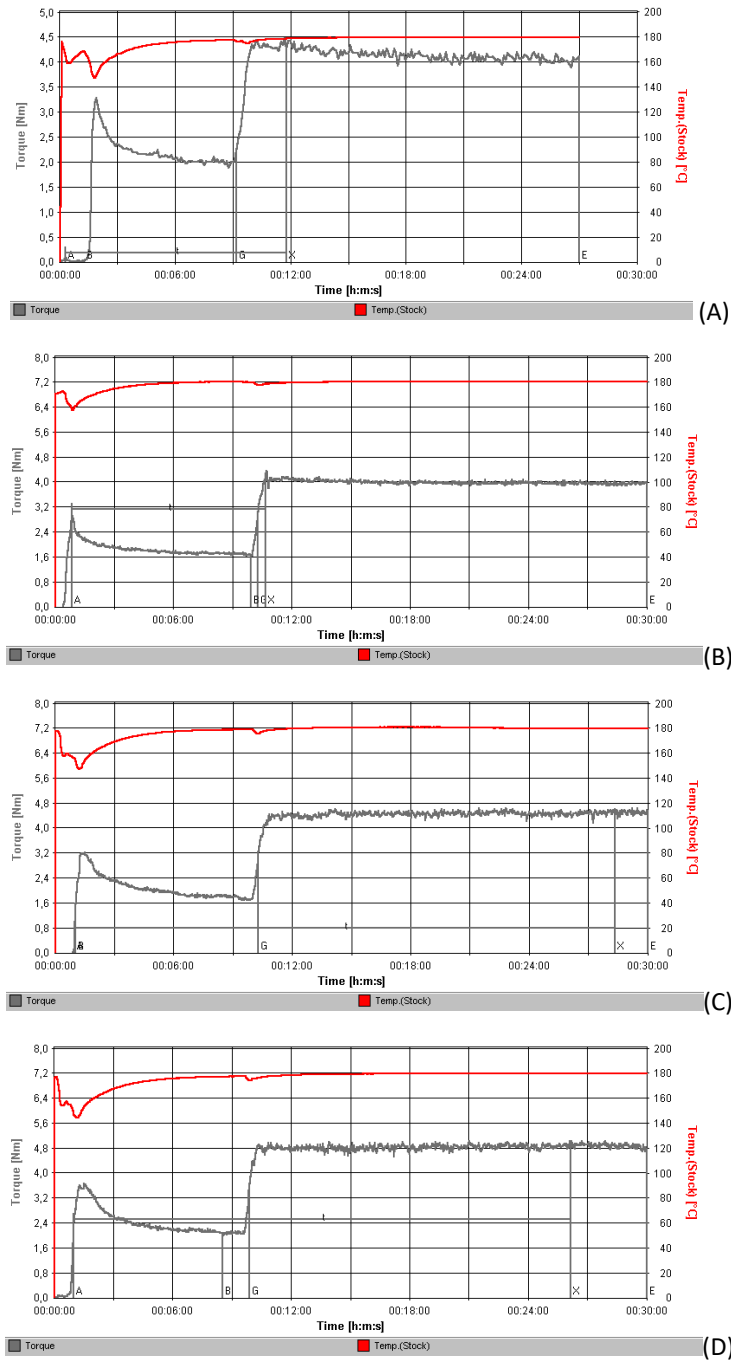 5,0 200
4,5 180
4,0 160
3,5 140
3,0 120
2,5 100
2,0 80
1,5 60
1,0 40
0,5 20
0,0 0
Torque [Nm]
Temp.(Stock) [°C]
A B t G X E
00:00:00 00:06:00 00:12:00 00:18:00 00:24:00 00:30:00
Time [h:m:s]
Torque Temp.(Stock)
(A)
8,0 200
7,2 180
6,4 160
5,6 140
4,8 120
4,0 100
3,2 80
2,4 60
1,6 40
0,8 20
0,0 0
Torque [Nm]
Temp.(Stock) [°C]
t
A B G X E
00:00:00 00:06:00 00:12:00 00:18:00 00:24:00 00:30:00
Time [h:m:s]
Torque Temp.(Stock)
(B)
8,0 200
7,2 180
6,4 160
5,6 140
4,8 120
4,0 100
3,2 80
2,4 60
1,6 40
0,8 20
0,0 0
Torque [Nm]
Temp.(Stock) [°C]
t
G X E
00:00:00 00:06:00 00:12:00 00:18:00 00:24:00 00:30:00
Time [h:m:s]
Torque Temp.(Stock)
(C)
8,0 200
7,2 180
6,4 160
5,6 140
4,8 120
4,0 100
3,2 80
2,4 60
1,6 40
0,8 20
0,0 0
Torque [Nm]
Temp.(Stock) [°C]
t
A B G X E
00:00:00 00:06:00 00:12:00 00:18:00 00:24:00 00:30:00
Time [h:m:s]
Torque Temp.(Stock)
(D)